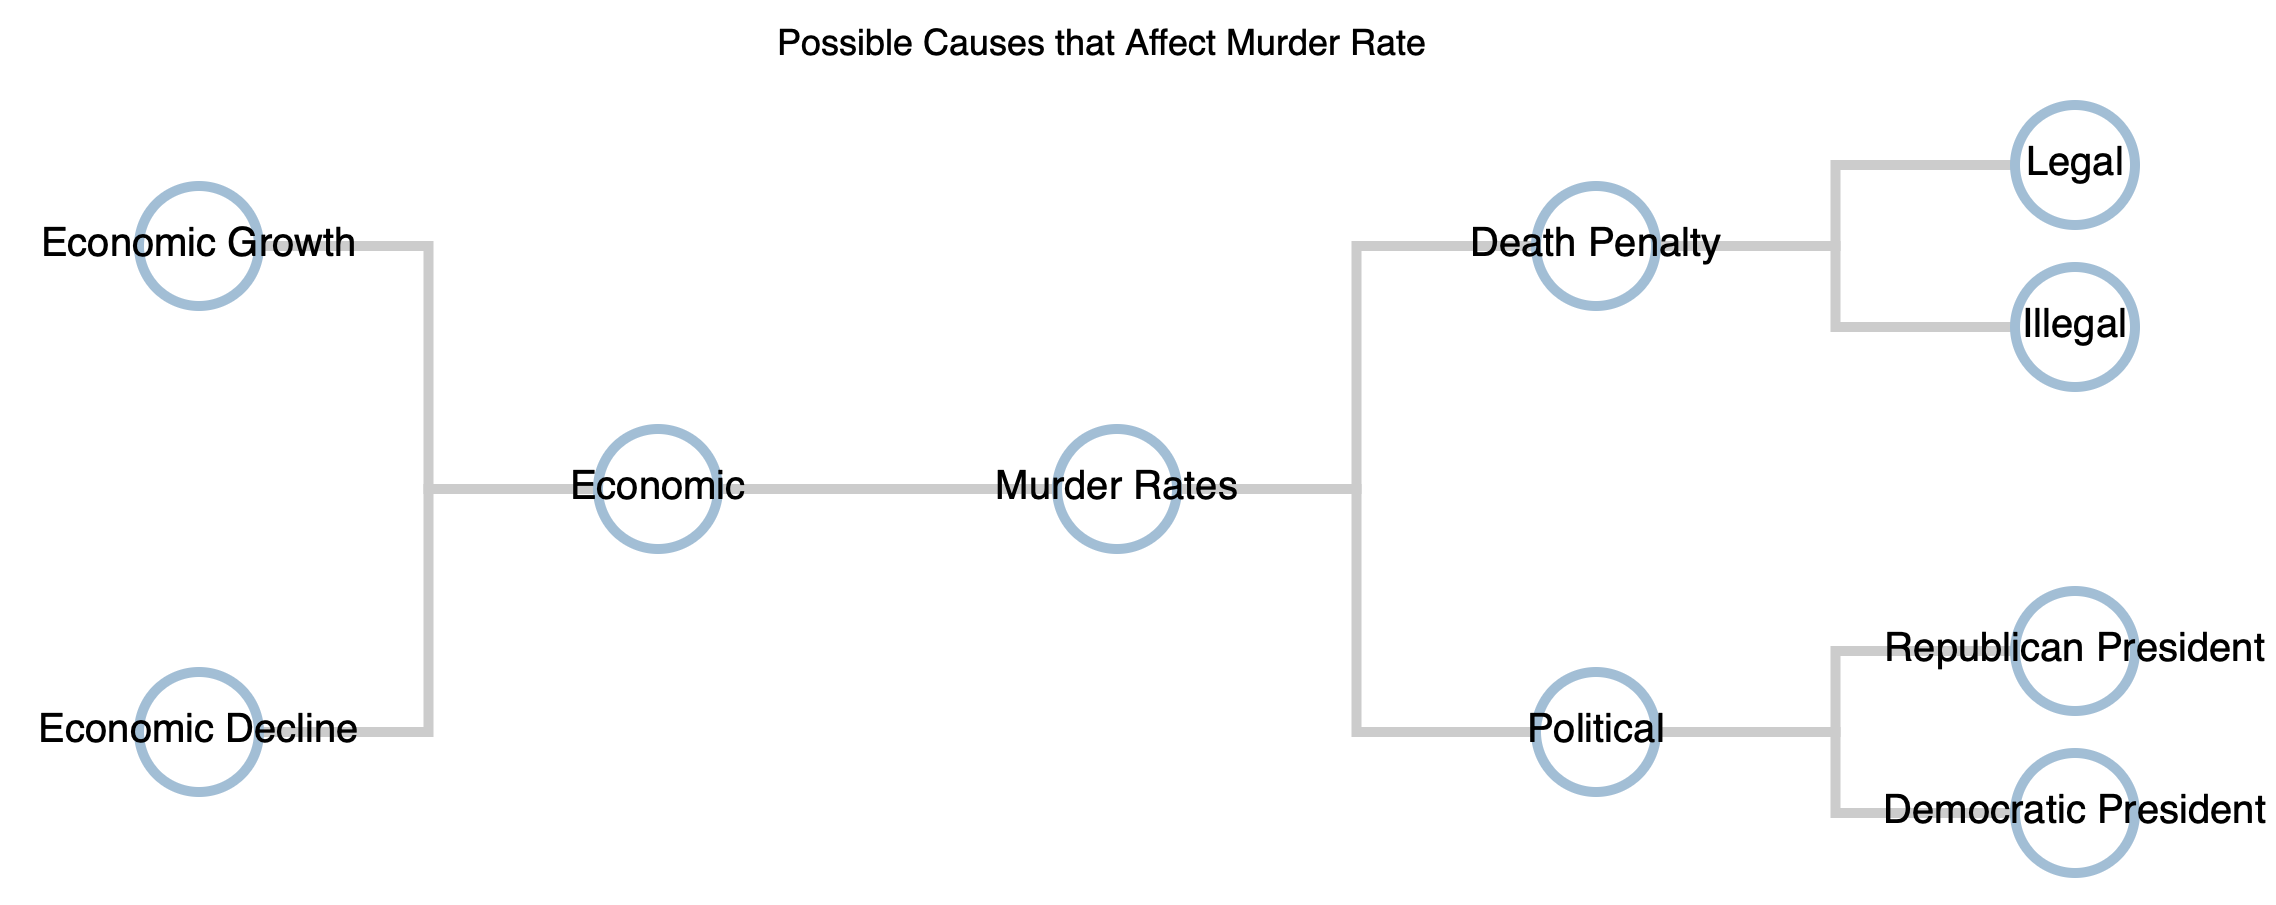 Possible Causes that Affect Murder Rate
Legal
Economic Growth
Death Penalty
Illegal
Economic
Murder Rates
Republican President
Economic Decline
Political
Democratic President